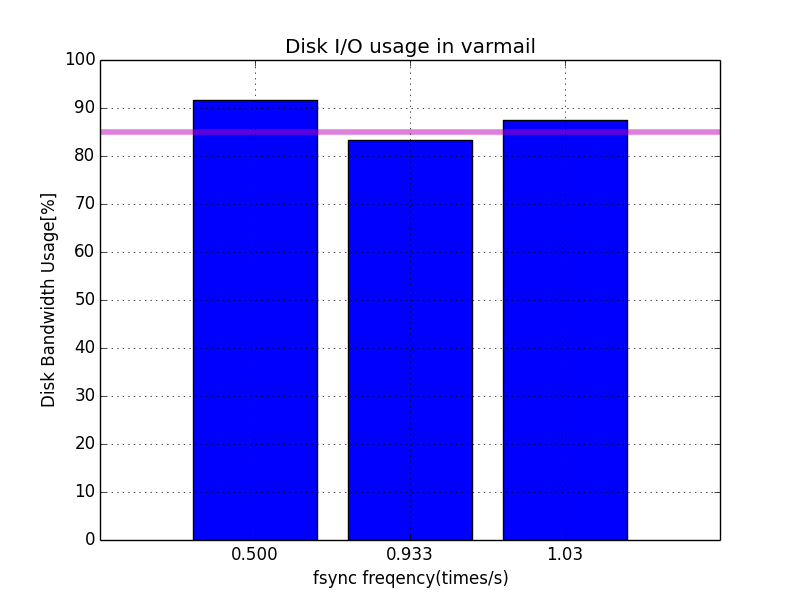 Disk I/O usage in varmail
100
90
80
70
60
50
40
30
20
10
0
Disk Bandwidth Usage[%]
0.500 0.933 1.03
fsync freqency(times/s)